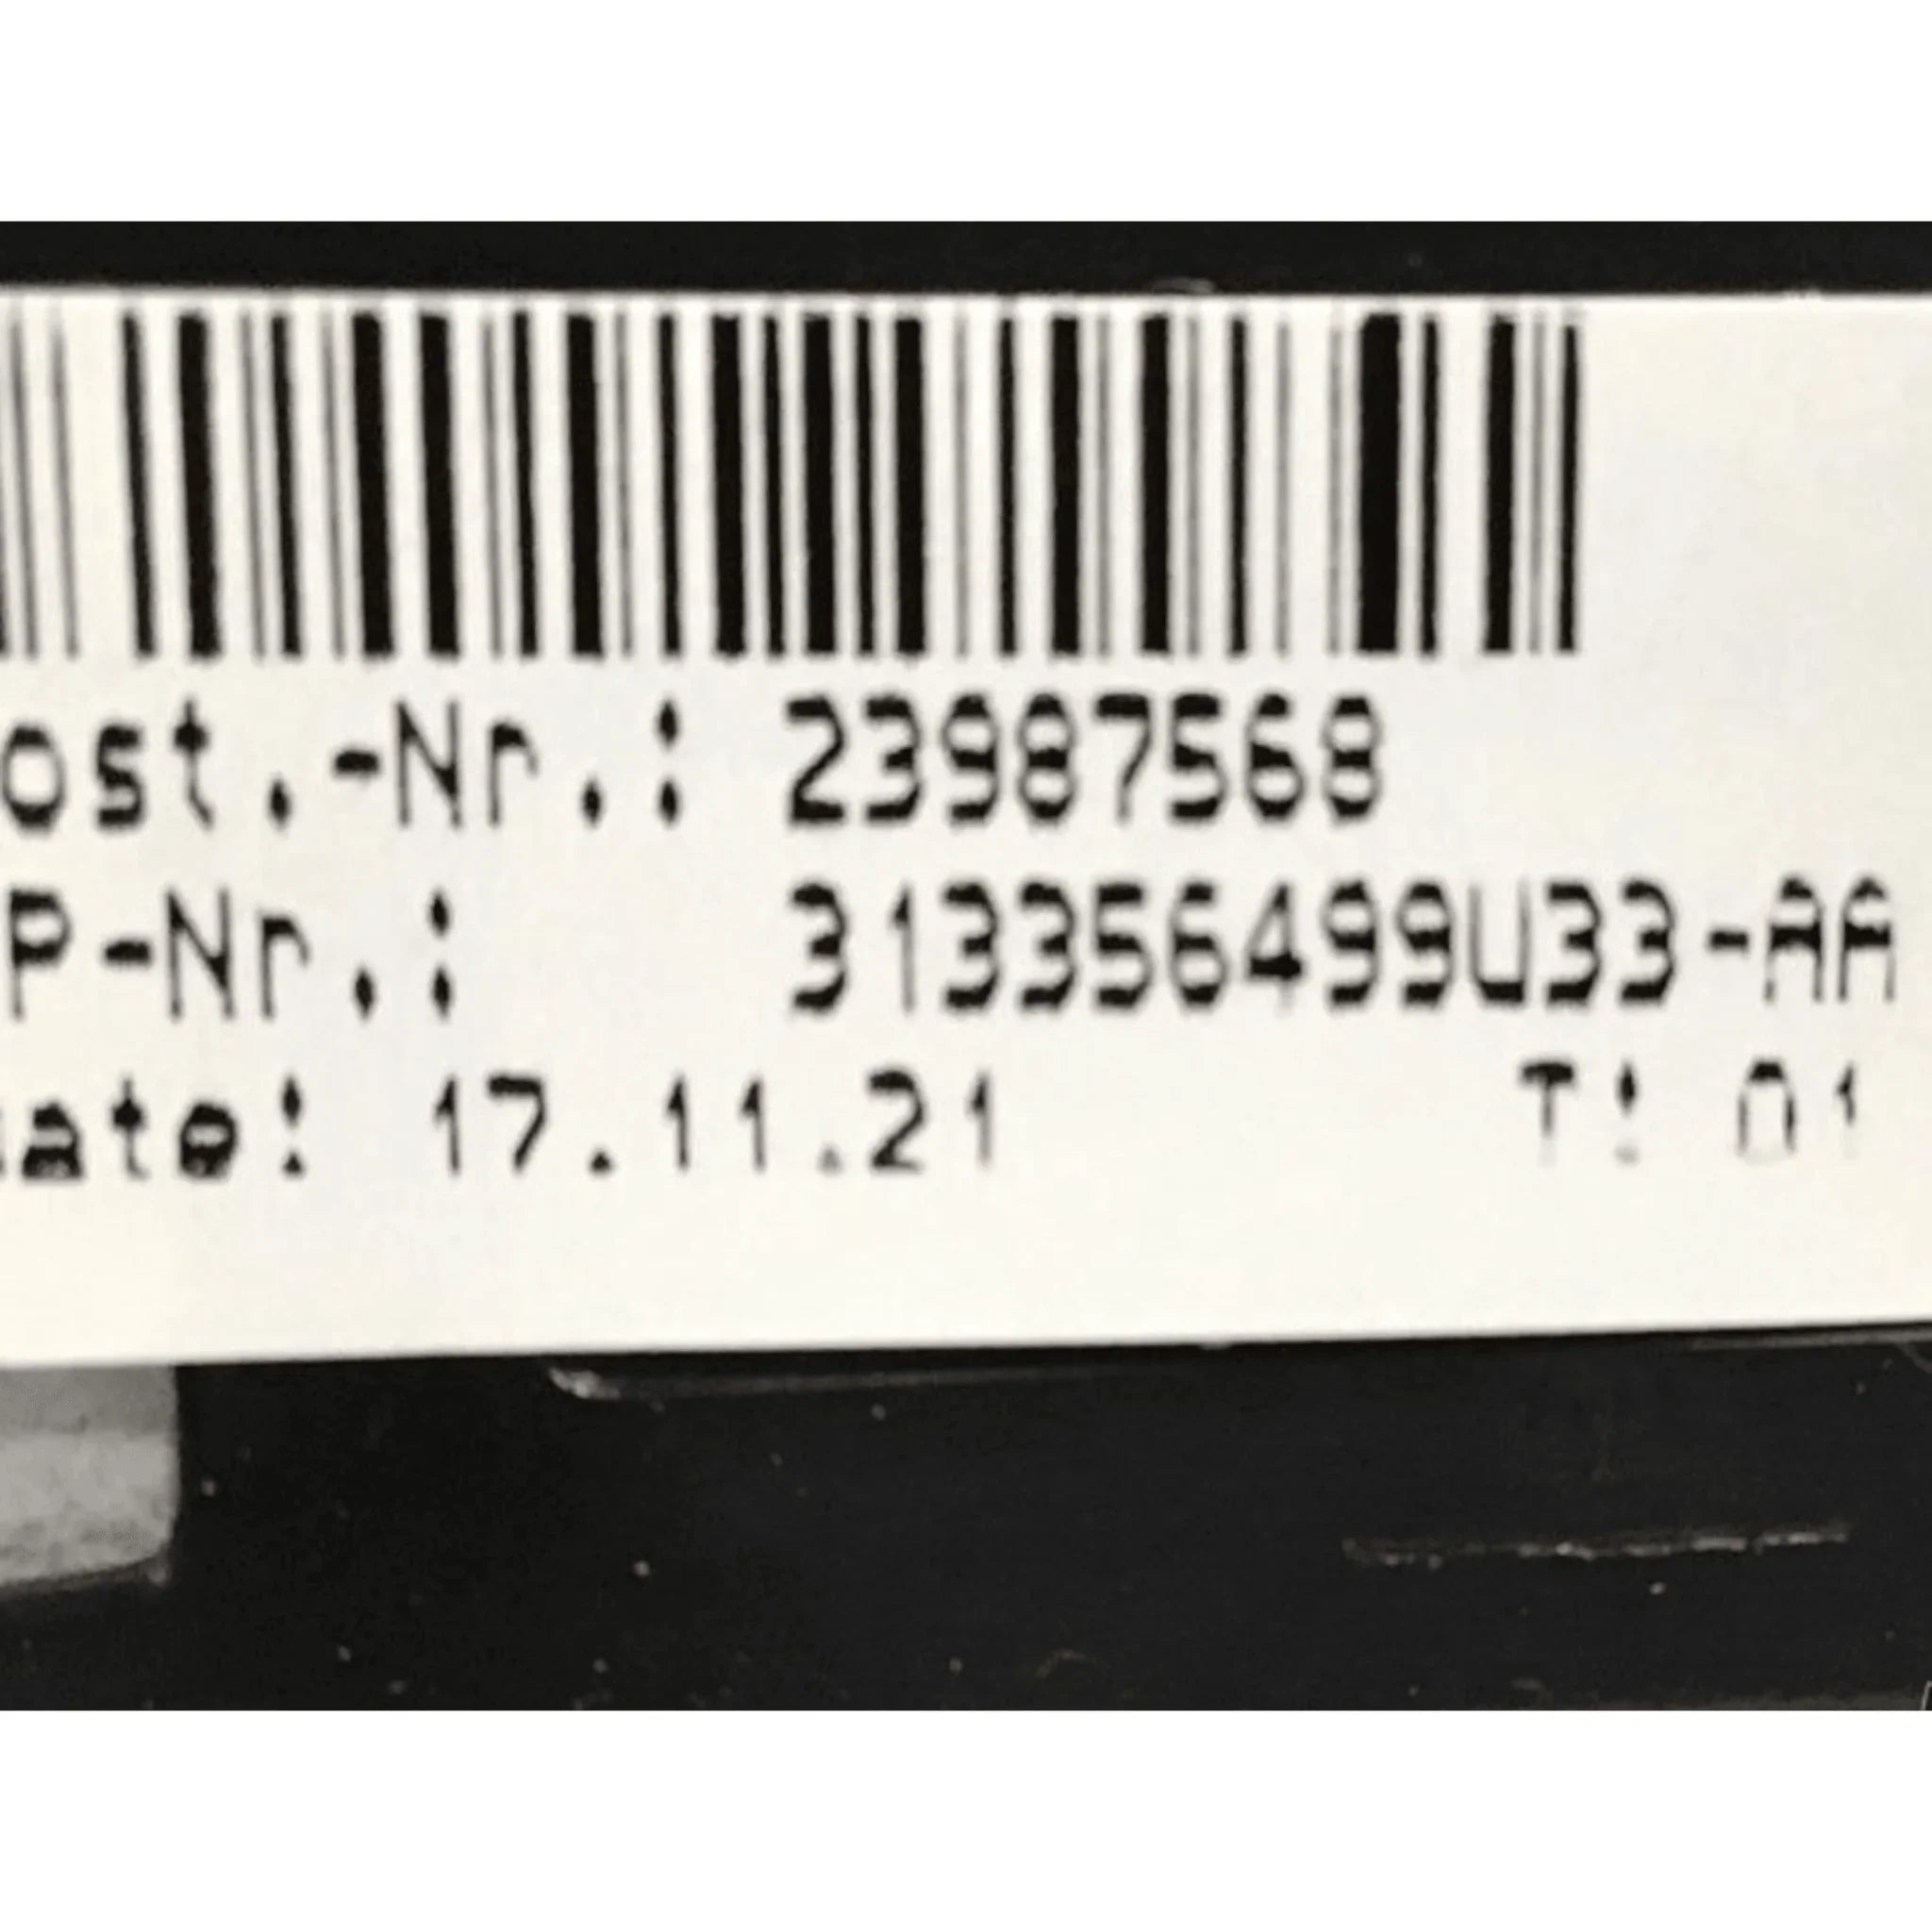 ost.-Nr.: 23987568
P-Nr.: 313356499U33-AA
ate: 17.11.21 T: 01